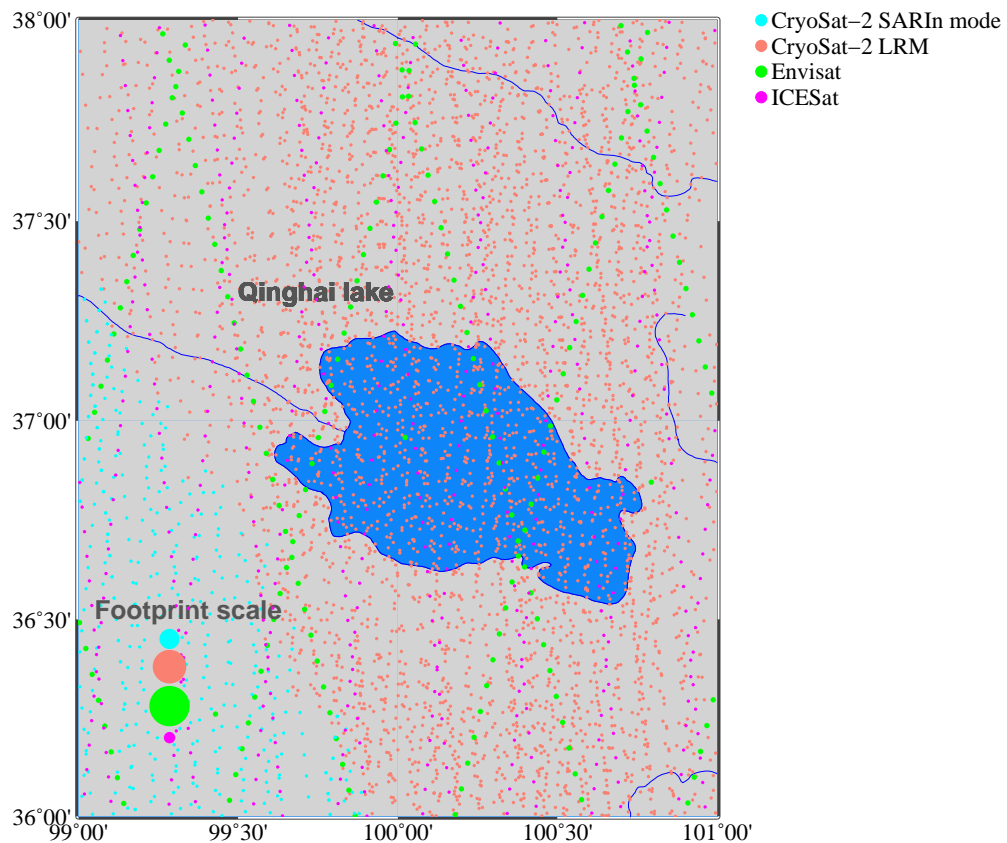 38°00'
CryoSat−2 SARIn mode
CryoSat−2 LRM
Envisat
ICESat
37°30'
Qinghai lake
37°00'
36°30'
Footprint scale
36°00'
99°00'
99°30'
100°00'
100°30'
101°00'